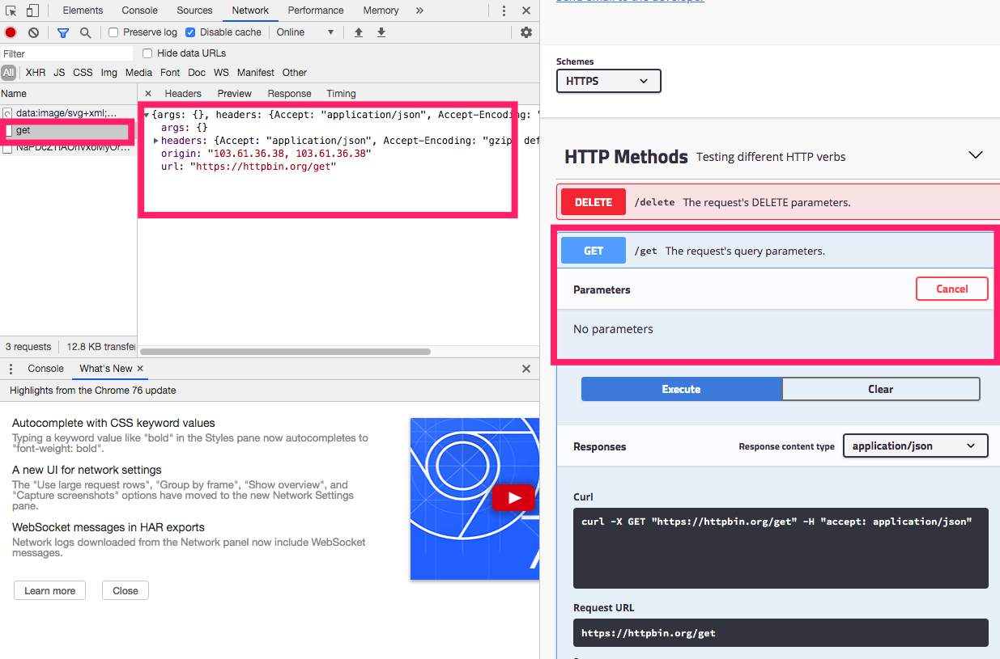 Elements Console Sources Network Performance Memory »
Preserve log Disable cache Online
Filter Hide data URLs
All XHR JS CSS Img Media Font Doc WS Manifest Other
Name
× Headers Preview Response Timing
data:image/svg+xml;…
get
{args: {}, headers: {Accept: "application/json", Accept-Encoding: "
args: {}
headers: {Accept: "application/json", Accept-Encoding: "gzip def
origin: "103.61.36.38, 103.61.36.38"
url: "https://httpbin.org/get"
3 requests 12.8 KB transfe
Console What's New ×
Highlights from the Chrome 76 update
Autocomplete with CSS keyword values
Typing a keyword value like "bold" in the Styles pane now autocompletes to
"font-weight: bold".
A new UI for network settings
The "Use large request rows", "Group by frame", "Show overview", and
"Capture screenshots" options have moved to the new Network Settings
pane.
WebSocket messages in HAR exports
Network logs downloaded from the Network panel now include WebSocket
messages.
Learn more Close
Send email to the developer
Schemes
HTTPS
HTTP Methods Testing different HTTP verbs
DELETE /delete The request's DELETE parameters.
GET /get The request's query parameters.
Parameters Cancel
No parameters
Execute Clear
Responses Response content type application/json
Curl
curl -X GET "https://httpbin.org/get" -H "accept: application/json"
Request URL
https://httpbin.org/get